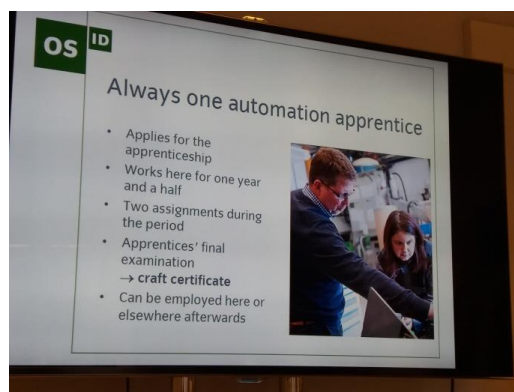 OS ID
Always one automation apprentice
• Applies for the
apprenticeship
• Works here for one year
and a half
• Two assignments during
the period
• Apprentices' final
examination
→ craft certificate
• Can be employed here or
elsewhere afterwards